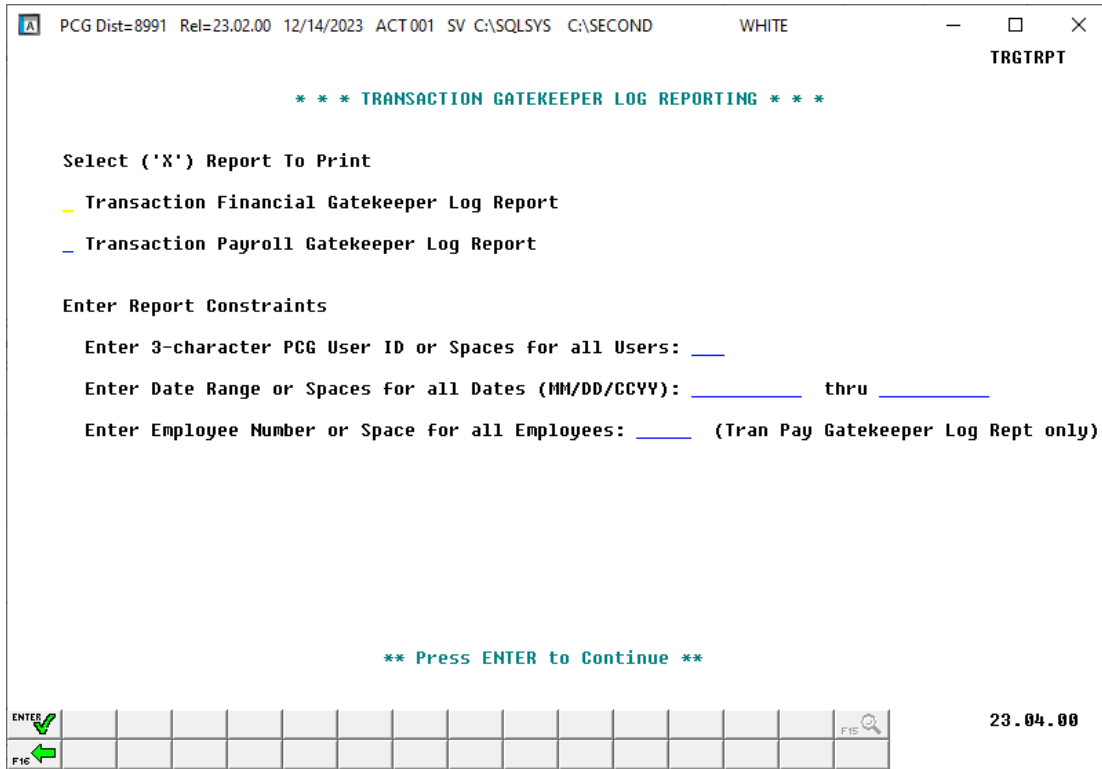 A PCG Dist=8991 Rel=23.02.00 12/14/2023 ACT 001 SV C:\SQLSYS C:\SECOND WHITE
TRGTRPT
* * * TRANSACTION GATEKEEPER LOG REPORTING * * *
Select ('X') Report To Print
_ Transaction Financial Gatekeeper Log Report
_ Transaction Payroll Gatekeeper Log Report
Enter Report Constraints
Enter 3-character PCG User ID or Spaces for all Users: ___
Enter Date Range or Spaces for all Dates (MM/DD/CCYY): __________ thru __________
Enter Employee Number or Space for all Employees: _____ (Tran Pay Gatekeeper Log Rept only)
** Press ENTER to Continue **
ENTER F15 23.04.00
F16